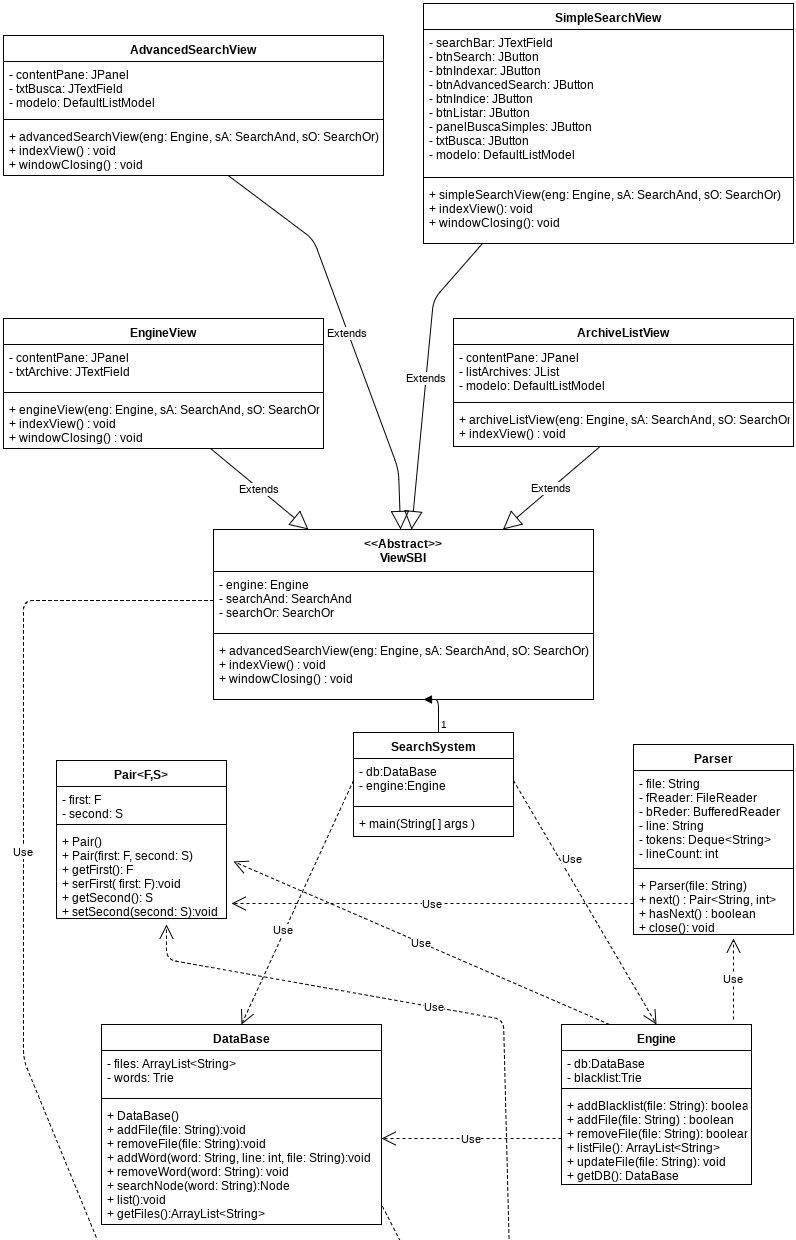 SimpleSearchView
- searchBar: JTextField
- btnSearch: JButton
- btnIndexar: JButton
- btnAdvancedSearch: JButton
- btnIndice: JButton
- btnListar: JButton
- panelBuscaSimples: JButton
- txtBusca: JButton
- modelo: DefaultListModel
+ simpleSearchView(eng: Engine, sA: SearchAnd, sO: SearchOr)
+ indexView(): void
+ windowClosing(): void
AdvancedSearchView
- contentPane: JPanel
- txtBusca: JTextField
- modelo: DefaultListModel
+ advancedSearchView(eng: Engine, sA: SearchAnd, sO: SearchOr)
+ indexView() : void
+ windowClosing() : void
EngineView
- contentPane: JPanel
- txtArchive: JTextField
+ engineView(eng: Engine, sA: SearchAnd, sO: SearchOr
+ indexView() : void
+ windowClosing() : void
Extends
Extends
ArchiveListView
- contentPane: JPanel
- listArchives: JList
- modelo: DefaultListModel
+ archiveListView(eng: Engine, sA: SearchAnd, sO: SearchOr
+ indexView() : void
Extends
Extends
<<Abstract>>
ViewSBI
- engine: Engine
- searchAnd: SearchAnd
- searchOr: SearchOr
+ advancedSearchView(eng: Engine, sA: SearchAnd, sO: SearchOr)
+ indexView() : void
+ windowClosing() : void
1
SearchSystem
- db:DataBase
- engine:Engine
+ main(String[ ] args )
Pair<F,S>
- first: F
- second: S
+ Pair()
+ Pair(first: F, second: S)
+ getFirst(): F
+ serFirst( first: F):void
+ getSecond(): S
+ setSecond(second: S):void
Parser
- file: String
- fReader: FileReader
- bReder: BufferedReader
- line: String
- tokens: Deque<String>
- lineCount: int
+ Parser(file: String)
+ next() : Pair<String, int>
+ hasNext() : boolean
+ close(): void
Use
Use
Use
Use
Use
Use
Use
Use
DataBase
- files: ArrayList<String>
- words: Trie
+ DataBase()
+ addFile(file: String):void
+ removeFile(file: String):void
+ addWord(word: String, line: int, file: String):void
+ removeWord(word: String): void
+ searchNode(word: String):Node
+ list():void
+ getFiles():ArrayList<String>
Use
Engine
- db:DataBase
- blacklist:Trie
+ addBlacklist(file: String): boolea
+ addFile(file: String) : boolean
+ removeFile(file: String): boolear
+ listFile(): ArrayList<String>
+ updateFile(file: String): void
+ getDB(): DataBase